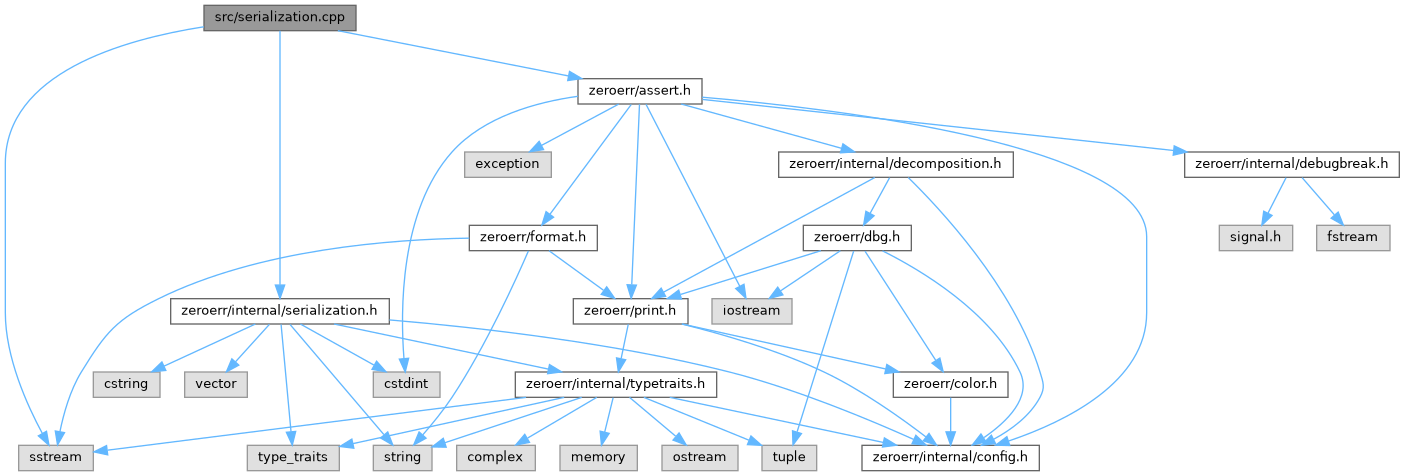 src/serialization.cpp
zeroerr/assert.h
exception
zeroerr/internal/decomposition.h
zeroerr/internal/debugbreak.h
zeroerr/format.h
zeroerr/dbg.h
signal.h
fstream
zeroerr/internal/serialization.h
zeroerr/print.h
iostream
cstring
vector
cstdint
zeroerr/internal/typetraits.h
zeroerr/color.h
sstream
type_traits
string
complex
memory
ostream
tuple
zeroerr/internal/config.h